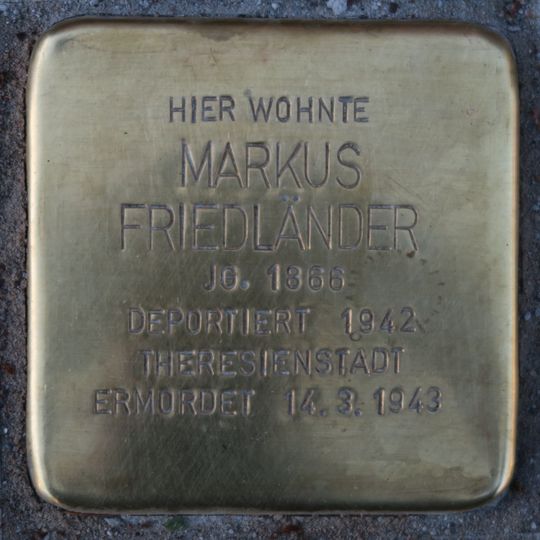 HIER WOHNTE
MARKUS
FRIEDLÄNDER
JG. 1866
DEPORTIERT 1942
THERESIENSTADT
ERMORDET 14.3.1943